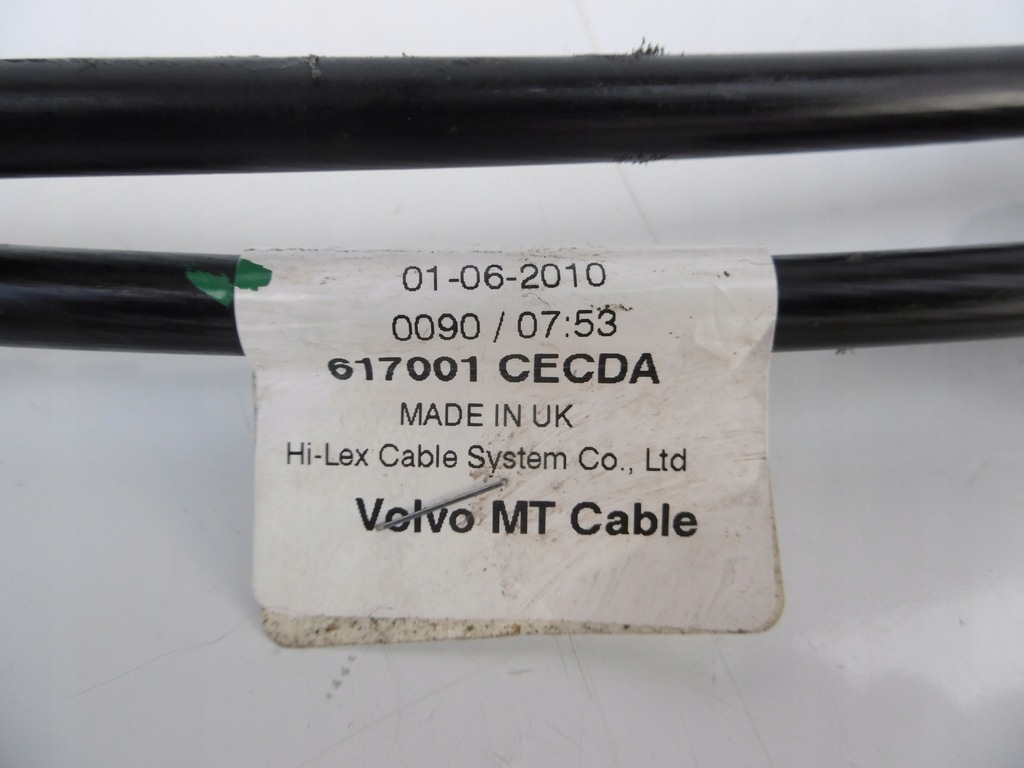 01-06-2010
0090 / 07:53
617001 CECDA
MADE IN UK
Hi-Lex Cable System Co., Ltd
Volvo MT Cable